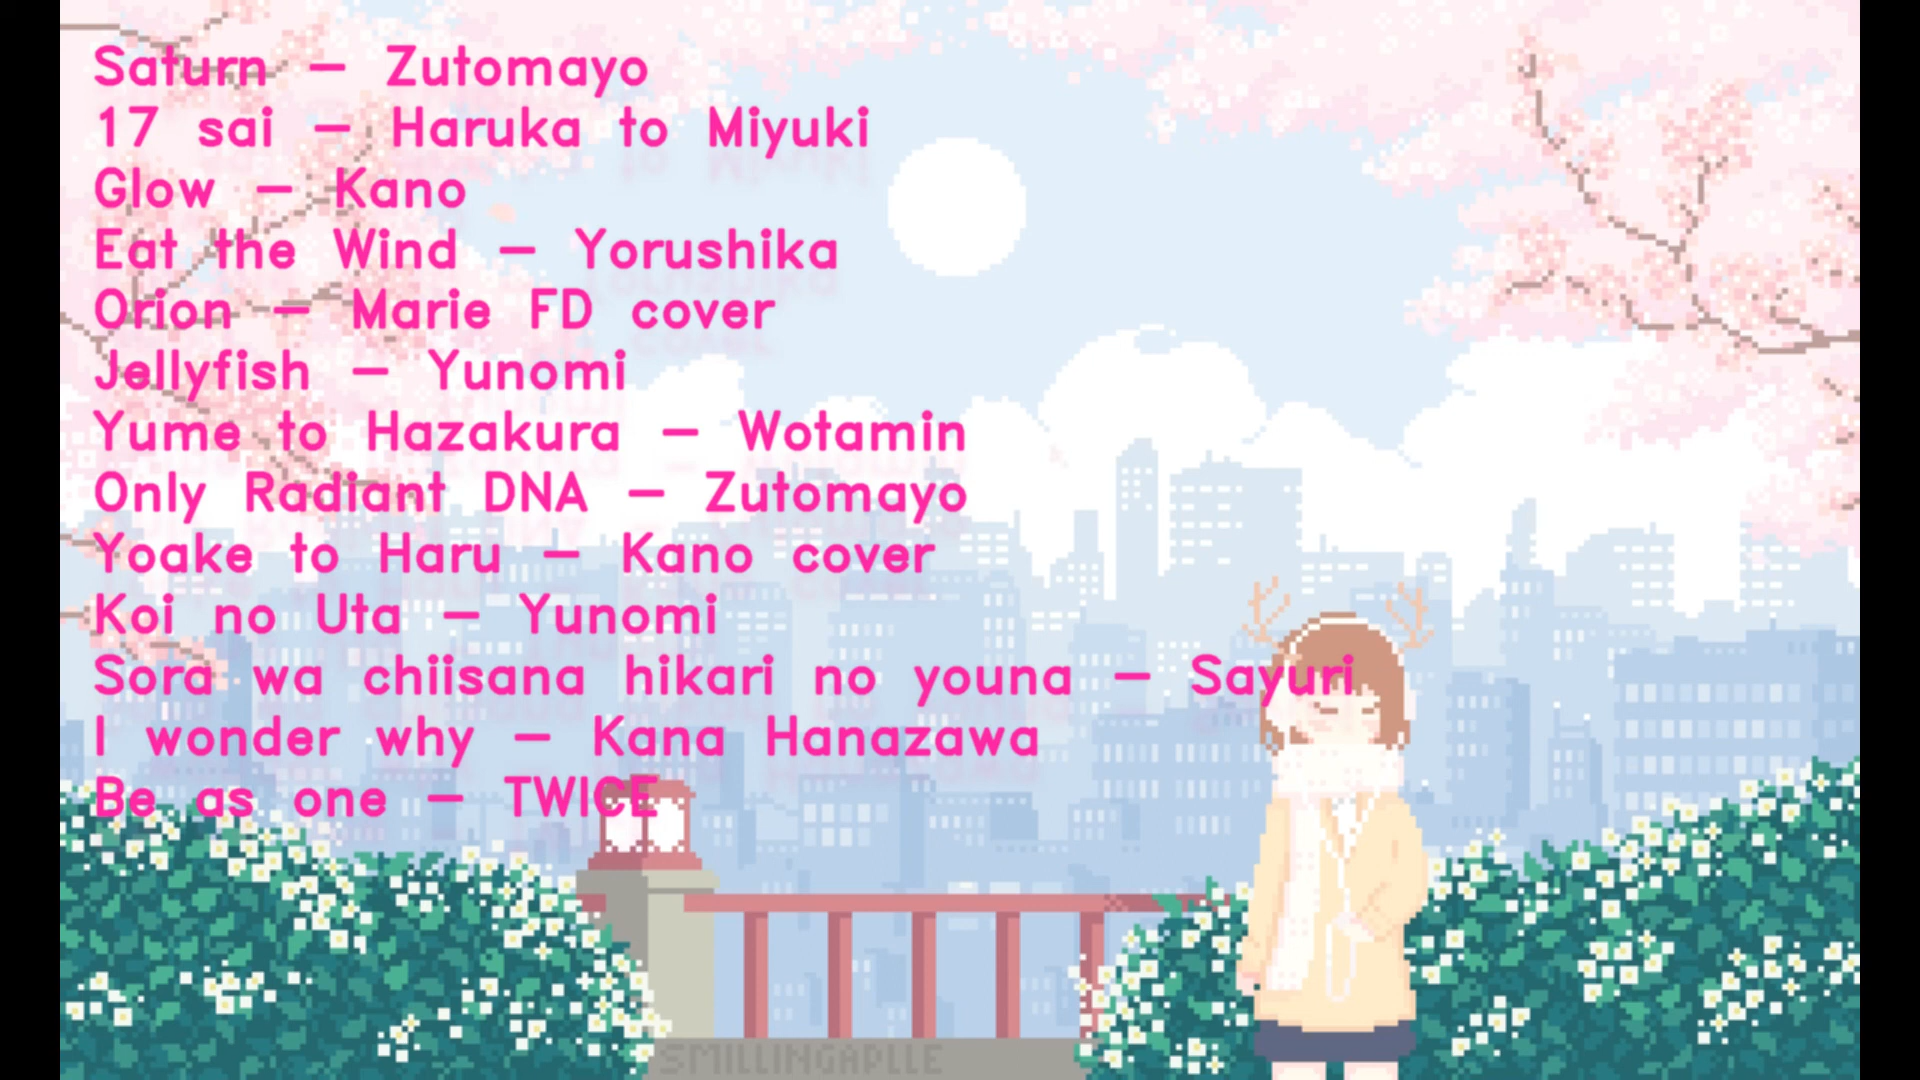 Saturn – Zutomayo
17 sai – Haruka to Miyuki
Glow – Kano
Eat the Wind – Yorushika
Orion – Marie FD cover
Jellyfish – Yunomi
Yume to Hazakura – Wotamin
Only Radiant DNA – Zutomayo
Yoake to Haru – Kano cover
Koi no Uta – Yunomi
Sora wa chiisana hikari no youna – Sayuri
I wonder why – Kana Hanazawa
Be as one – TWICE
SMILLINGAPLLE